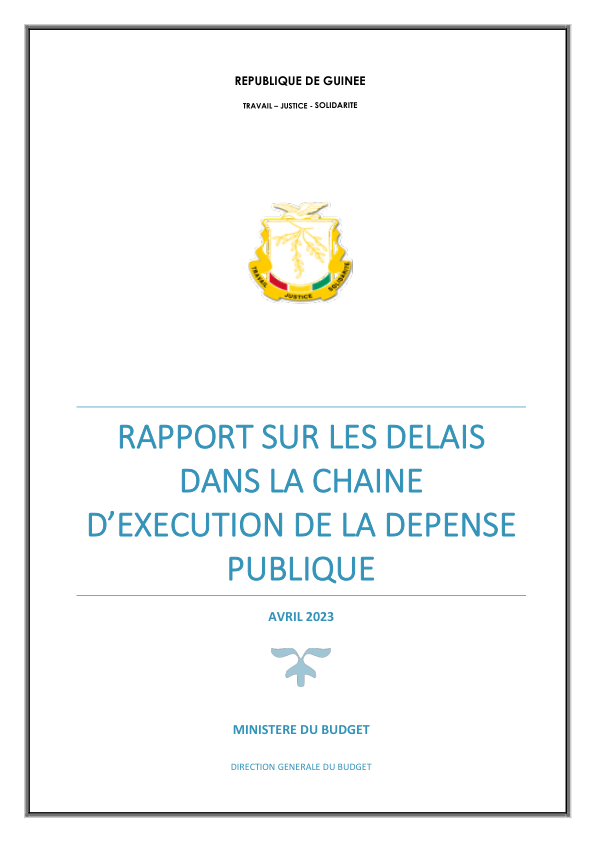 REPUBLIQUE DE GUINEE
TRAVAIL – JUSTICE - SOLIDARITE
TRAVAIL
JUSTICE
SOLIDARITE
RAPPORT SUR LES DELAIS
DANS LA CHAINE
D’EXECUTION DE LA DEPENSE
PUBLIQUE
AVRIL 2023
MINISTERE DU BUDGET
DIRECTION GENERALE DU BUDGET